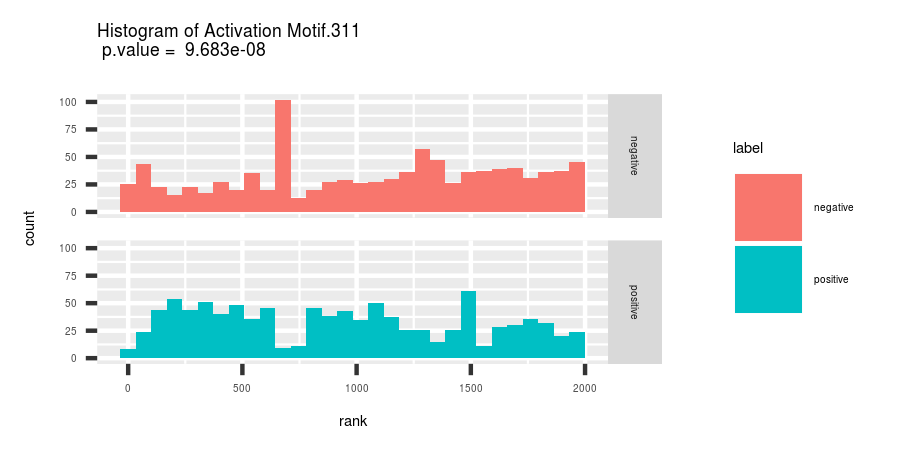 Histogram of Activation Motif.311
p.value = 9.683e-08
100
75
50
25
0
negative
100
75
50
25
0
positive
0 500 1000 1500 2000
rank
count
label
negative
positive